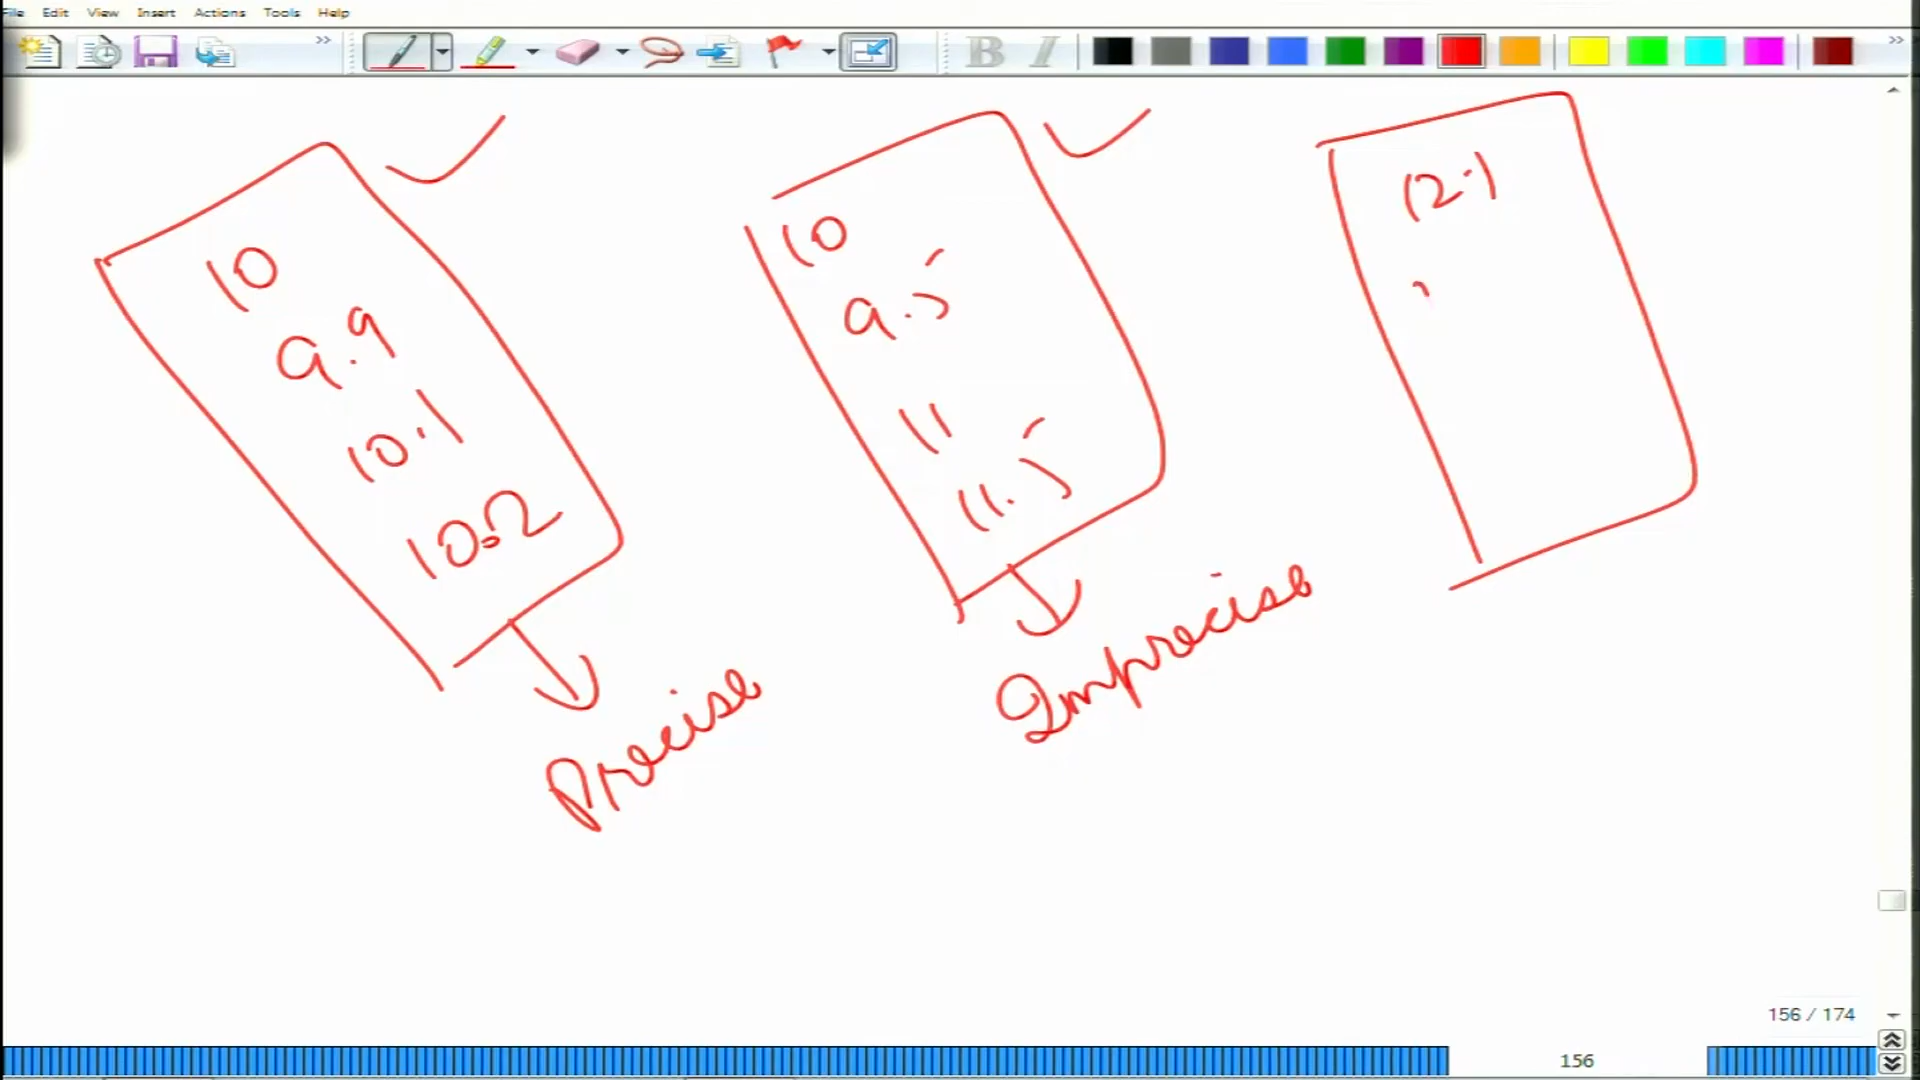 File Edit View Insert Actions Tools Help
B I
10
9.9
10.1
10.2
Precise
10
9.5
11
11.5
Imprecise
12.1
156 / 174
156